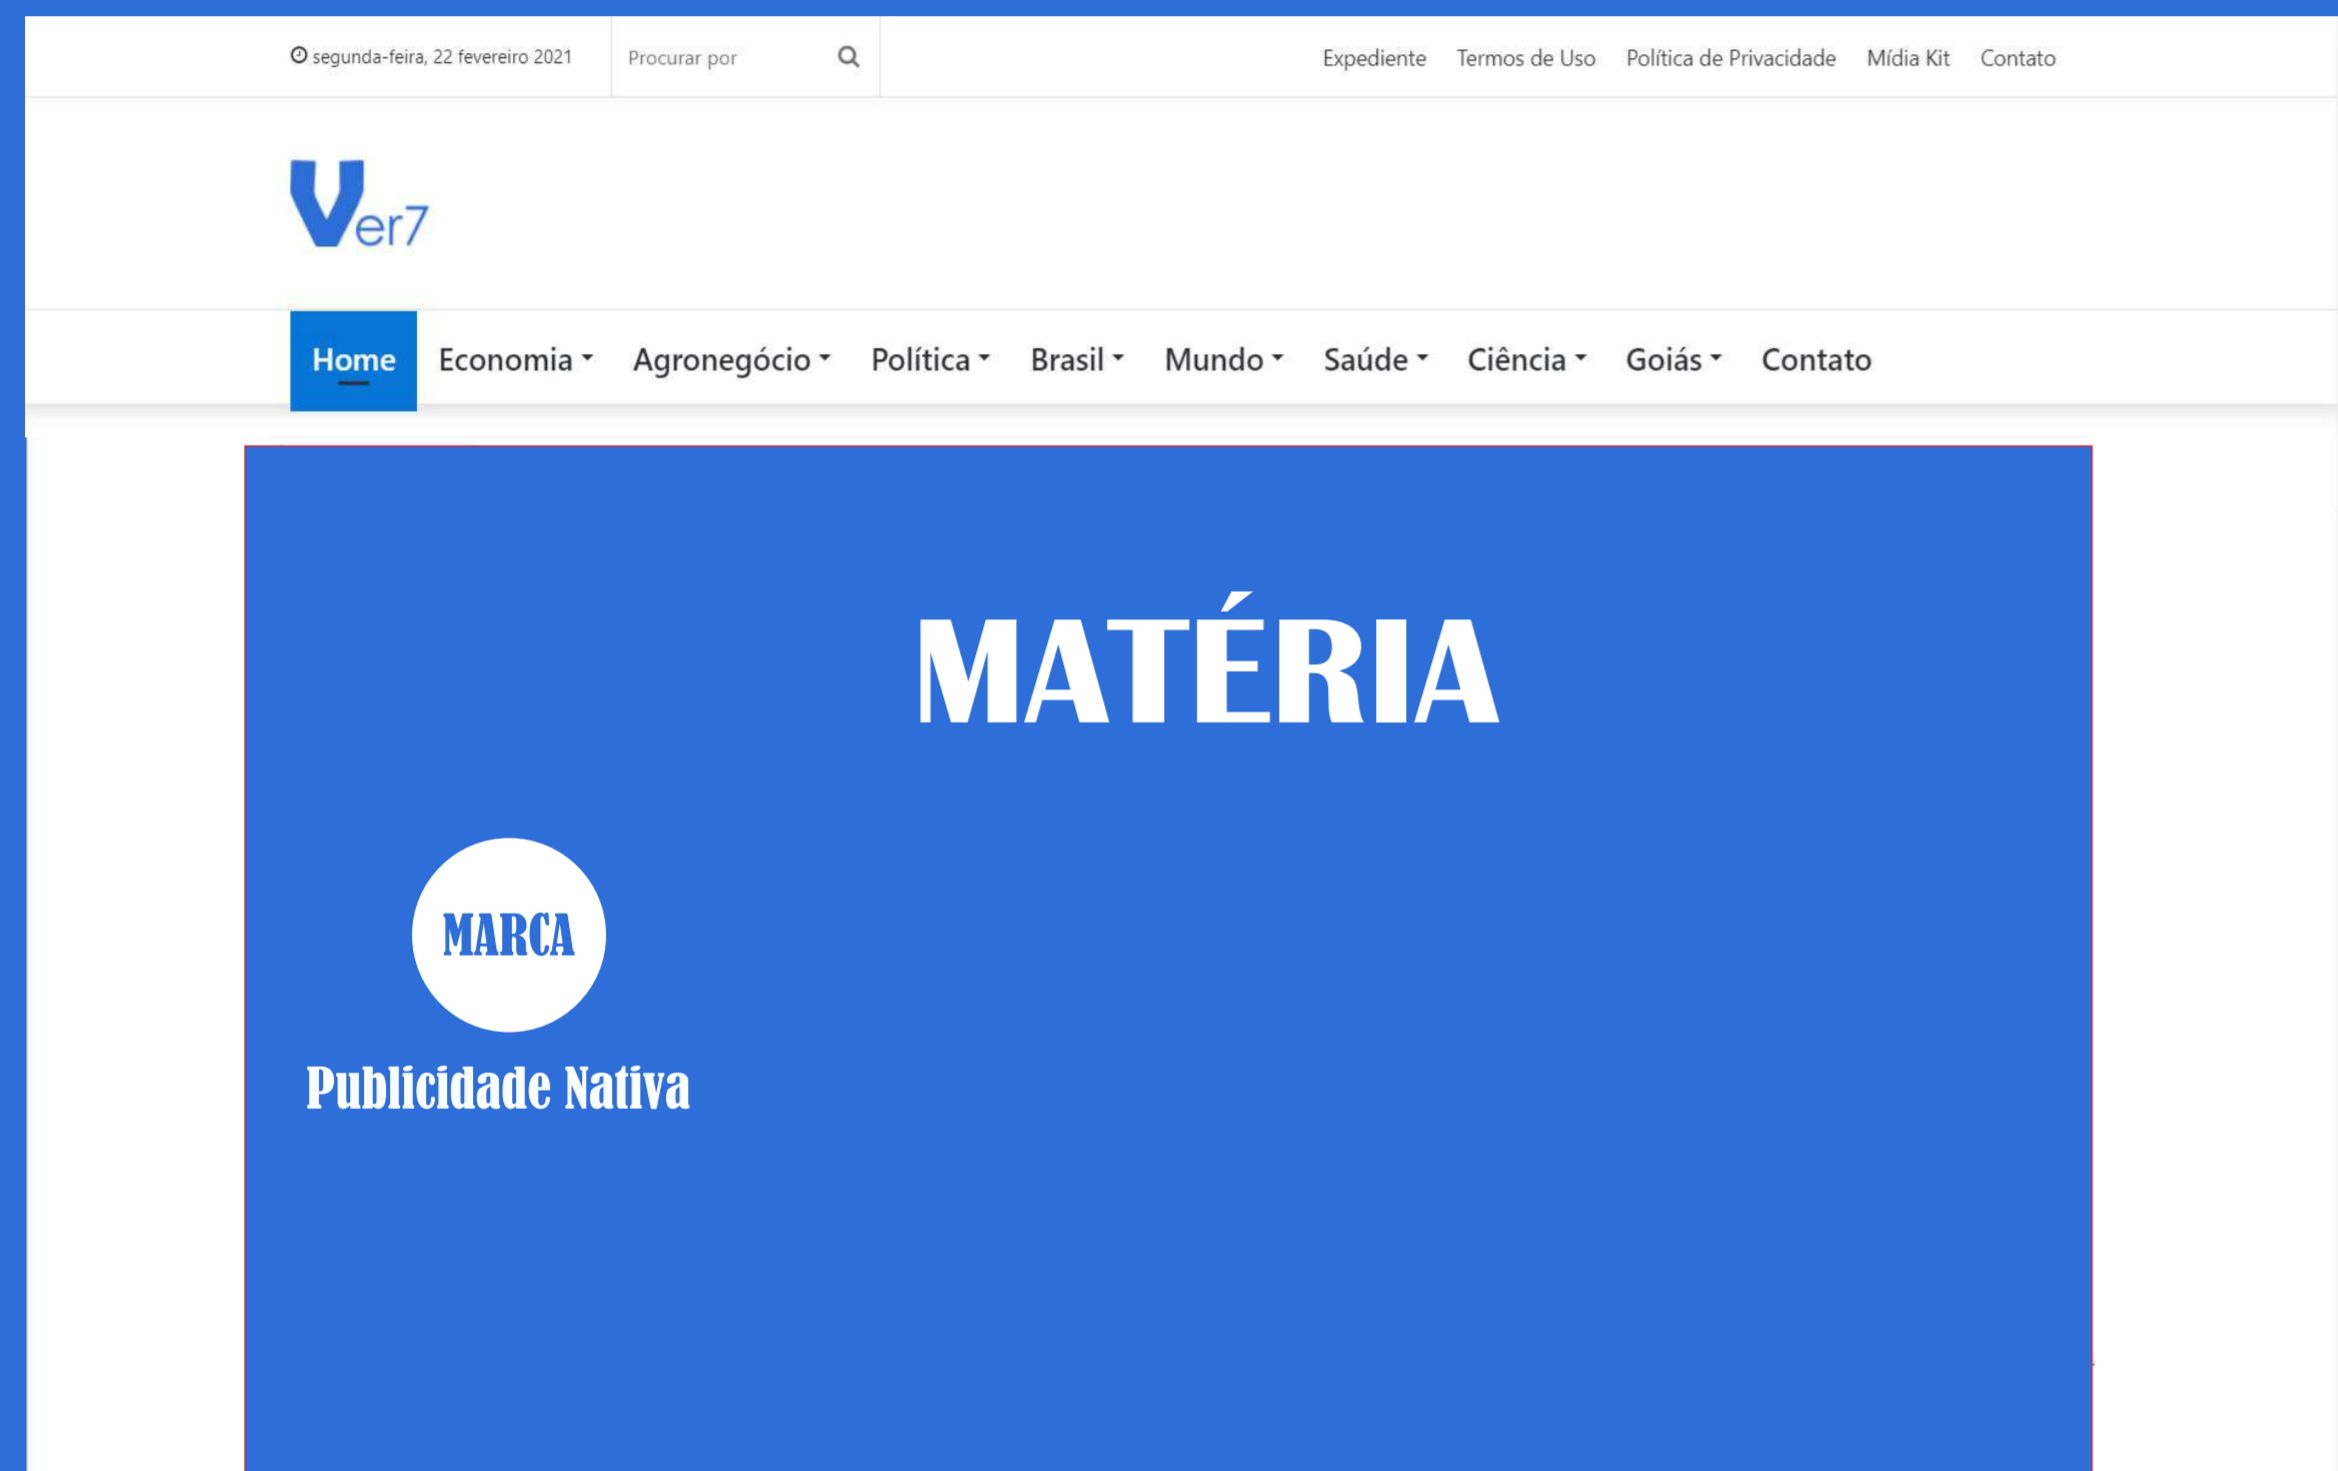 segunda-feira, 22 fevereiro 2021 Procurar por Expediente Termos de Uso Política de Privacidade Mídia Kit Contato
Ver7
Home Economia Agronegócio Política Brasil Mundo Saúde Ciência Goiás Contato
MATÉRIA
MARCA
Publicidade Nativa